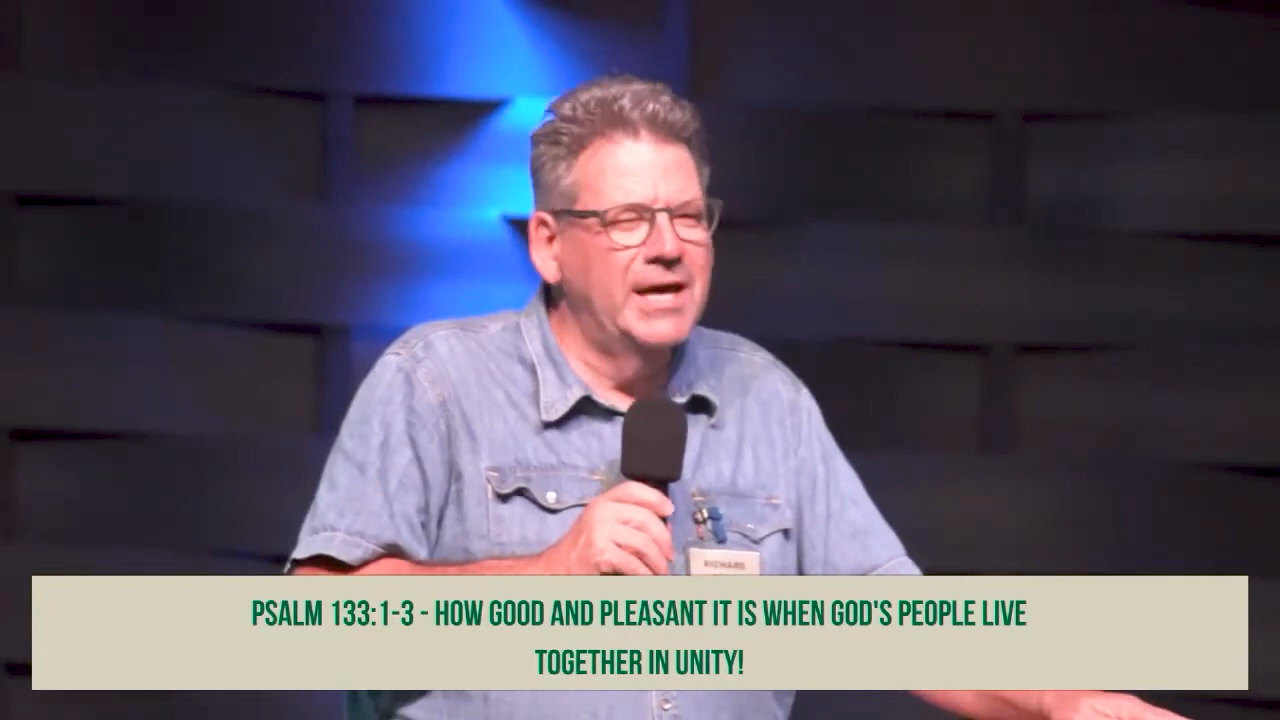 RICHARD
PSALM 133:1-3 - HOW GOOD AND PLEASANT IT IS WHEN GOD'S PEOPLE LIVE
TOGETHER IN UNITY!